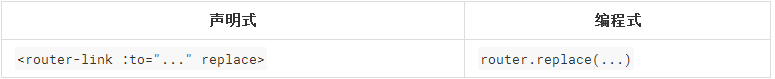 声明式 编程式
<router-link :to="..." replace> router.replace(...)